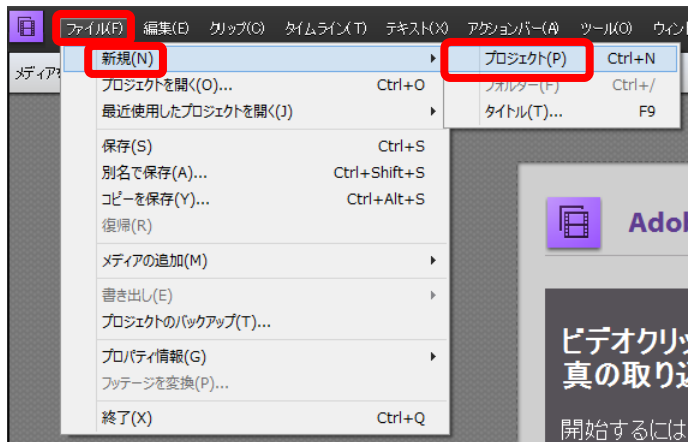 ファイル(F) 編集(E) クリップ(C) タイムライン(T) テキスト(X) アクションバー(A) ツール(O) ウィント
メディアを
新規(N)
プロジェクト(P) Ctrl+N
プロジェクトを開く(O)... Ctrl+O
フォルダー(F) Ctrl+/
最近使用したプロジェクトを開く(J)
タイトル(T)... F9
保存(S) Ctrl+S
別名で保存(A)... Ctrl+Shift+S
コピーを保存(Y)... Ctrl+Alt+S
復帰(R)
メディアの追加(M)
書き出し(E)
プロジェクトのバックアップ(T)...
プロパティ情報(G)
フッテージを変換(P)...
終了(X) Ctrl+Q
Adob
ビデオクリッ
真の取り込
開始するには